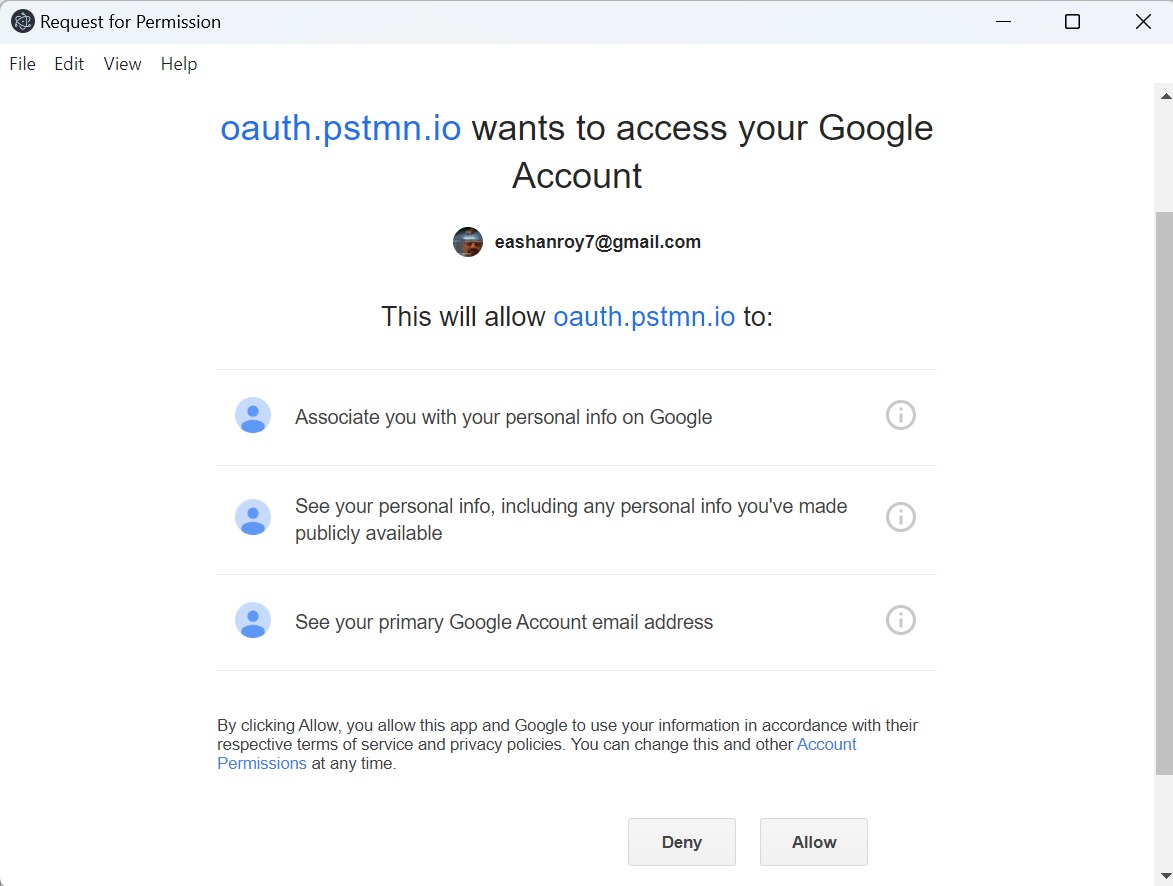 Request for Permission
File Edit View Help
oauth.pstmn.io wants to access your Google
Account
eashanroy7@gmail.com
This will allow oauth.pstmn.io to:
Associate you with your personal info on Google
See your personal info, including any personal info you've made
publicly available
See your primary Google Account email address
By clicking Allow, you allow this app and Google to use your information in accordance with their
respective terms of service and privacy policies. You can change this and other Account
Permissions at any time.
Deny Allow